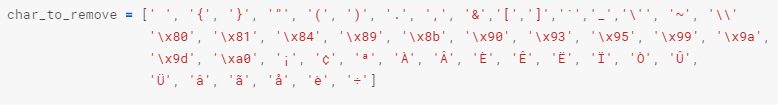 char_to_remove = [' ', '{', '}', '"', '(', ')', '.', ',', '&','[',']','`','_','\'', '~', '\\'
'\x80', '\x81', '\x84', '\x89', '\x8b', '\x90', '\x93', '\x95', '\x99', '\x9a',
'\x9d', '\xa0', '¡', '¢', 'ª', 'À', 'Â', 'È', 'Ê', 'Ë', 'Ï', 'Ò', 'Û',
'Ü', 'â', 'ã', 'å', 'è', '÷']